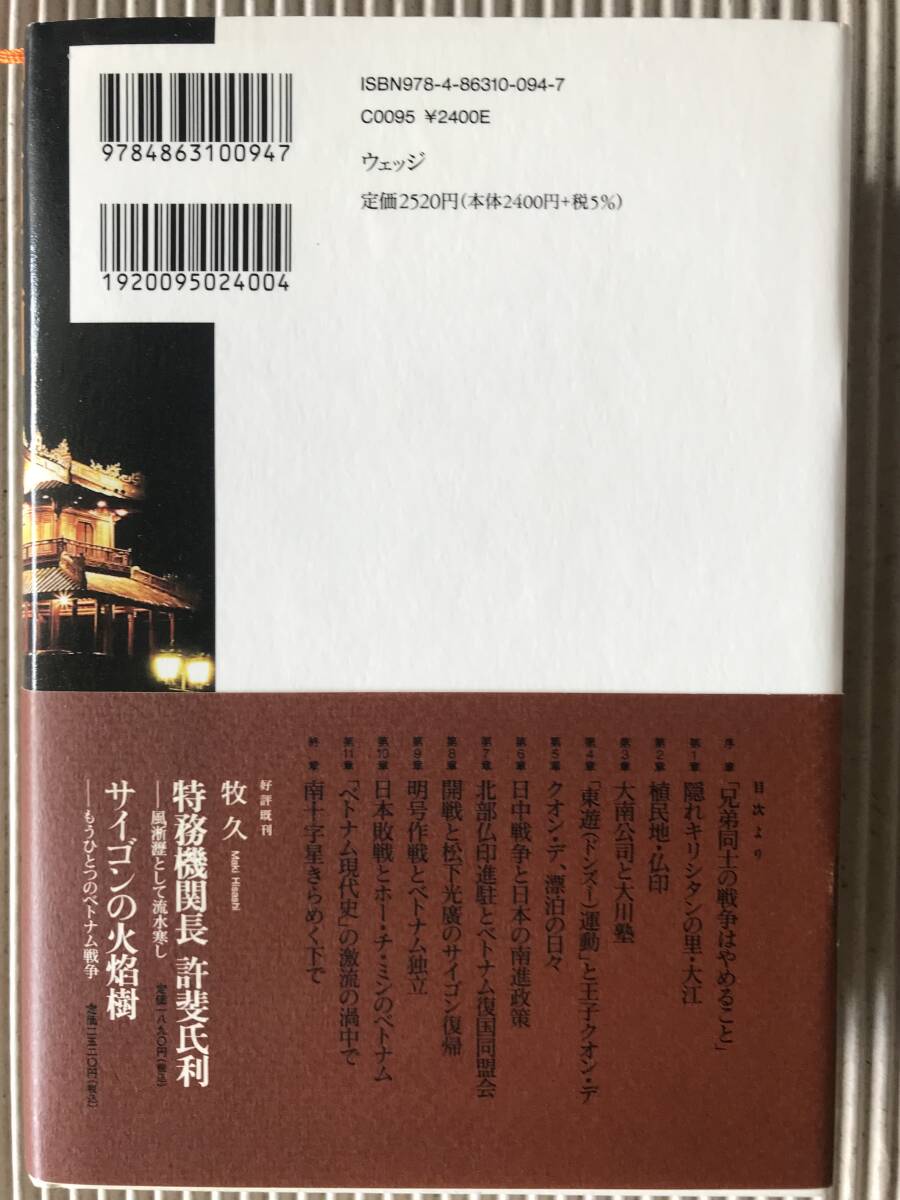 ISBN978-4-86310-094-7
C0095 ¥2400E
9784863100947
ウェッジ
定価2520円(本体2400円+税5%)
1920095024004
目次より
序章 「兄弟同士の戦争はやめること」
第1章 隠れキリシタンの里・大江
第2章 植民地・仏印
第3章 大南公司と大川塾
第4章 「東遊〈ドンズー〉運動」と王子クオン・デ
第5章 クオン・デ、漂泊の日々
第6章 日中戦争と日本の南進政策
第7章 北部仏印進駐とベトナム復国同盟会
第8章 開戦と松下光廣のサイゴン復帰
第9章 明号作戦とベトナム独立
第10章 日本敗戦とホー・チ・ミンのベトナム
第11章 「ベトナム現代史」の激流の渦中で
終章 南十字星きらめく下で
好評既刊
牧久 Maki Hisashi
特務機関長 許斐氏利
――風淅瀝として流水寒し 定価一八九〇円(税込)
サイゴンの火焰樹
――もうひとつのベトナム戦争 定価二五二〇円(税込)